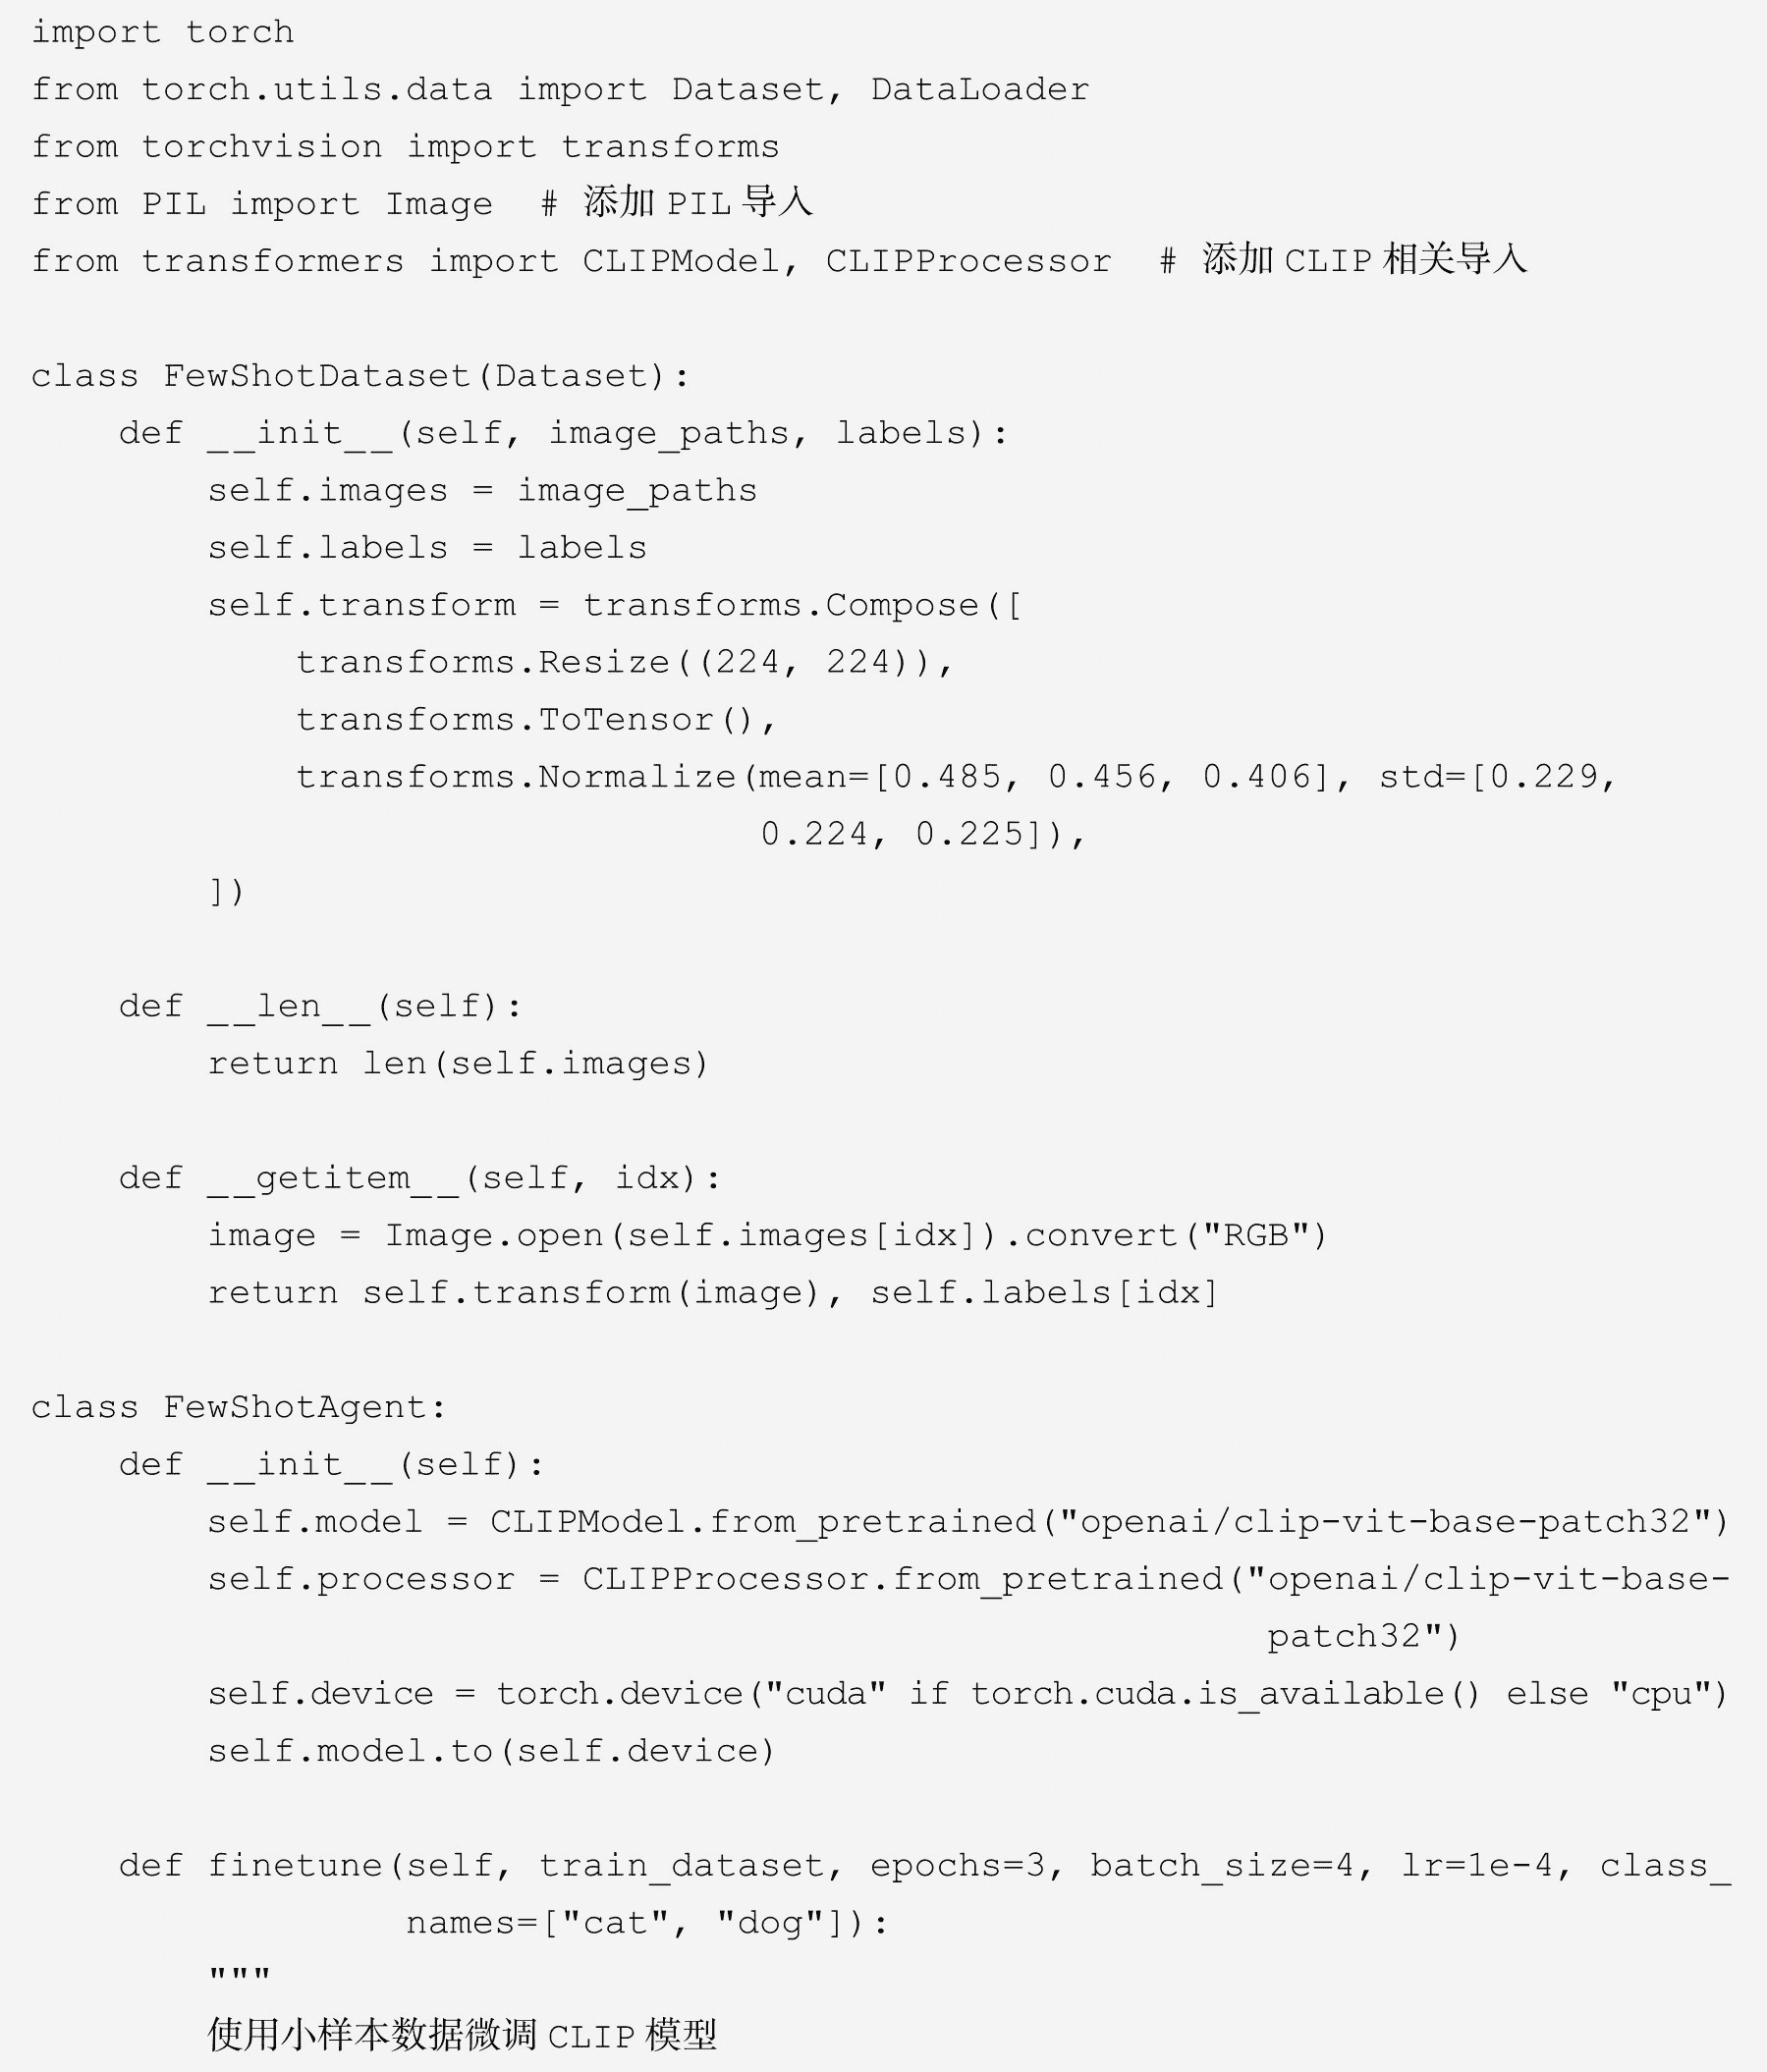 import torch
from torch.utils.data import Dataset, DataLoader
from torchvision import transforms
from PIL import Image  # 添加 PIL 导入
from transformers import CLIPModel, CLIPProcessor  # 添加 CLIP 相关导入

class FewShotDataset(Dataset):
    def __init__(self, image_paths, labels):
        self.images = image_paths
        self.labels = labels
        self.transform = transforms.Compose([
            transforms.Resize((224, 224)),
            transforms.ToTensor(),
            transforms.Normalize(mean=[0.485, 0.456, 0.406], std=[0.229,
                                 0.224, 0.225]),
        ])

    def __len__(self):
        return len(self.images)

    def __getitem__(self, idx):
        image = Image.open(self.images[idx]).convert("RGB")
        return self.transform(image), self.labels[idx]

class FewShotAgent:
    def __init__(self):
        self.model = CLIPModel.from_pretrained("openai/clip-vit-base-patch32")
        self.processor = CLIPProcessor.from_pretrained("openai/clip-vit-base-
                                                        patch32")
        self.device = torch.device("cuda" if torch.cuda.is_available() else "cpu")
        self.model.to(self.device)

    def finetune(self, train_dataset, epochs=3, batch_size=4, lr=1e-4, class_
                 names=["cat", "dog"]):
        """
        使用小样本数据微调 CLIP 模型